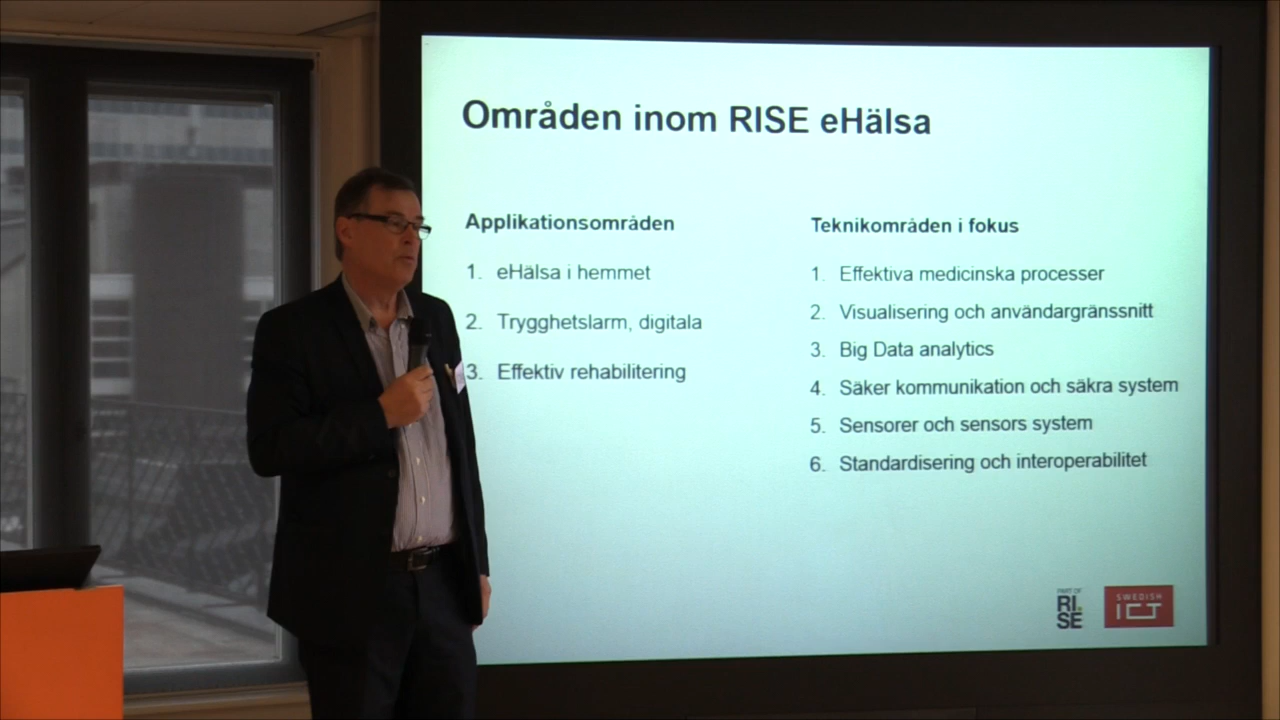 Områden inom RISE eHälsa
Applikationsområden
1. eHälsa i hemmet
2. Trygghetslarm, digitala
3. Effektiv rehabilitering
Teknikområden i fokus
1. Effektiva medicinska processer
2. Visualisering och användargränssnitt
3. Big Data analytics
4. Säker kommunikation och säkra system
5. Sensorer och sensors system
6. Standardisering och interoperabilitet
PART OF
RI.
SE
SWEDISH
ICT